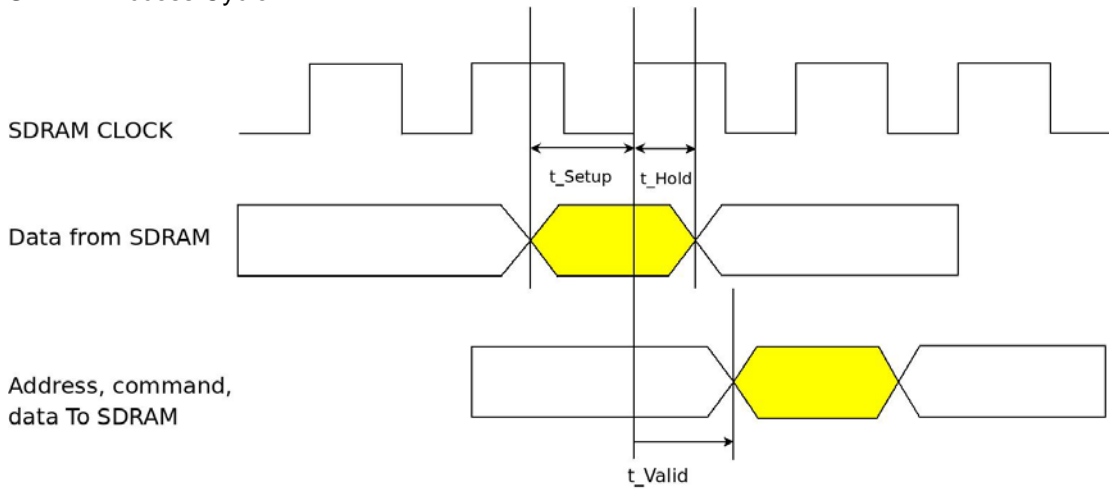 SDRAM CLOCK
t_Setup
t_Hold
Data from SDRAM
Address, command,
data To SDRAM
t_Valid